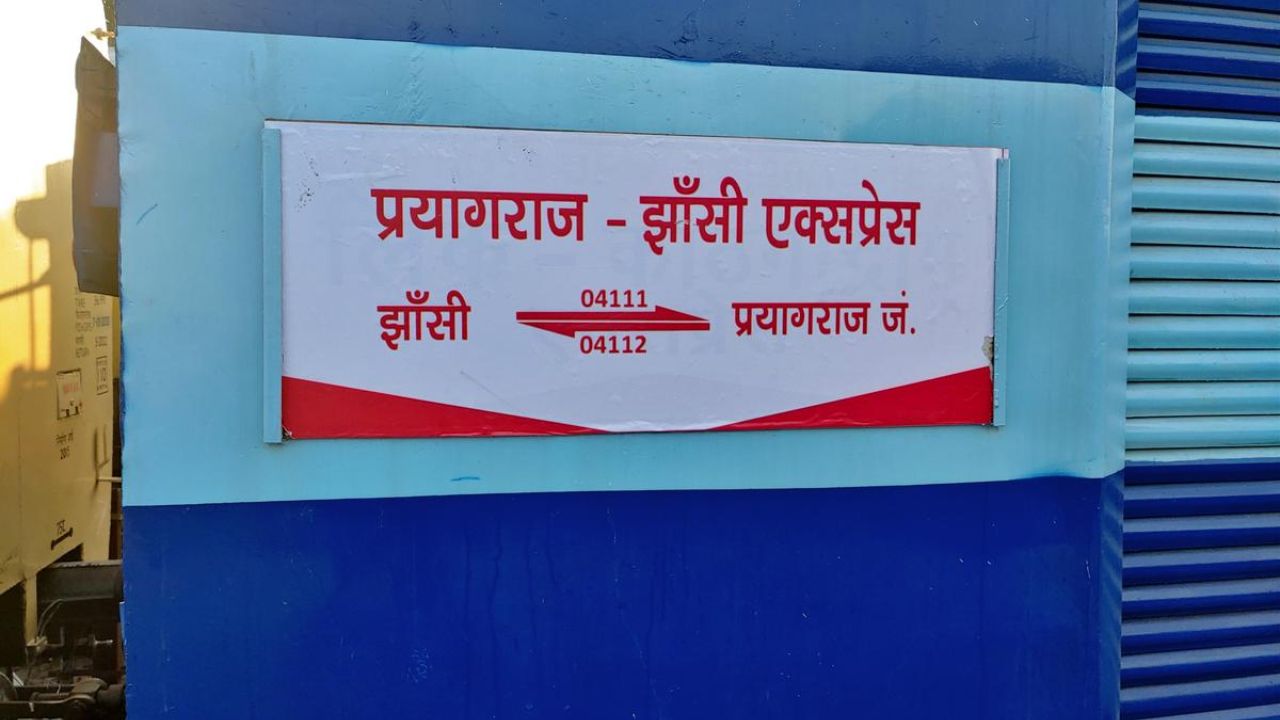 प्रयागराज - झाँसी एक्सप्रेस
झाँसी 04111 प्रयागराज जं.
04112